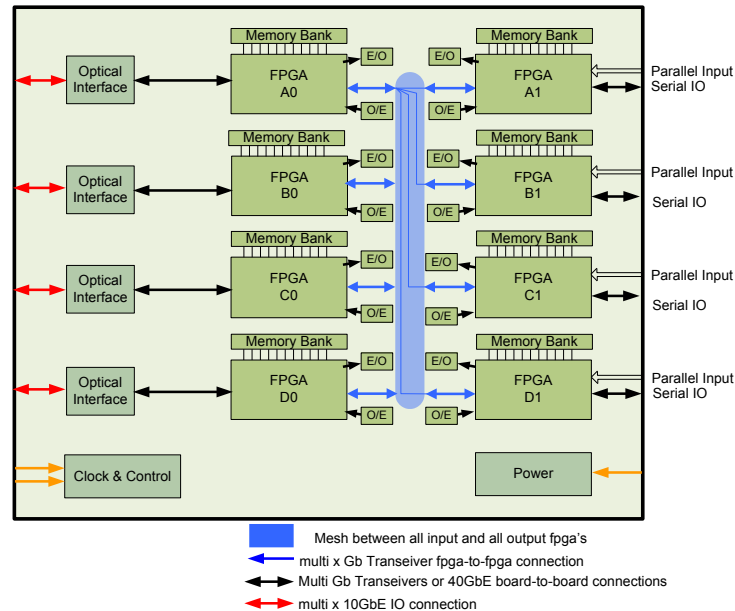 Memory Bank
Memory Bank
E/O
E/O
Optical
Interface
FPGA
A0
FPGA
A1
Parallel Input
Serial IO
O/E
O/E
Memory Bank
Memory Bank
E/O
E/O
Optical
Interface
FPGA
B0
FPGA
B1
Parallel Input
Serial IO
O/E
O/E
Memory Bank
Memory Bank
E/O
E/O
Optical
Interface
FPGA
C0
FPGA
C1
Parallel Input
Serial IO
O/E
O/E
Memory Bank
Memory Bank
E/O
E/O
Optical
Interface
FPGA
D0
FPGA
D1
Parallel Input
Serial IO
O/E
O/E
Clock & Control
Power
Mesh between all input and all output fpga's
multi x Gb Transeiver fpga-to-fpga connection
Multi Gb Transeivers or 40GbE board-to-board connections
multi x 10GbE IO connection